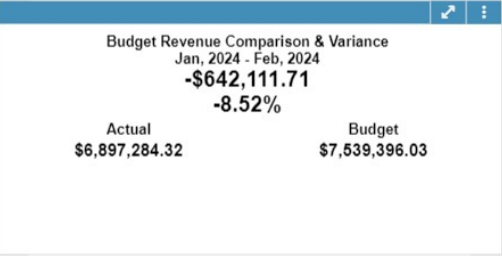 Budget Revenue Comparison & Variance
Jan, 2024 - Feb, 2024
-$642,111.71
-8.52%
Actual Budget
$6,897,284.32 $7,539,396.03